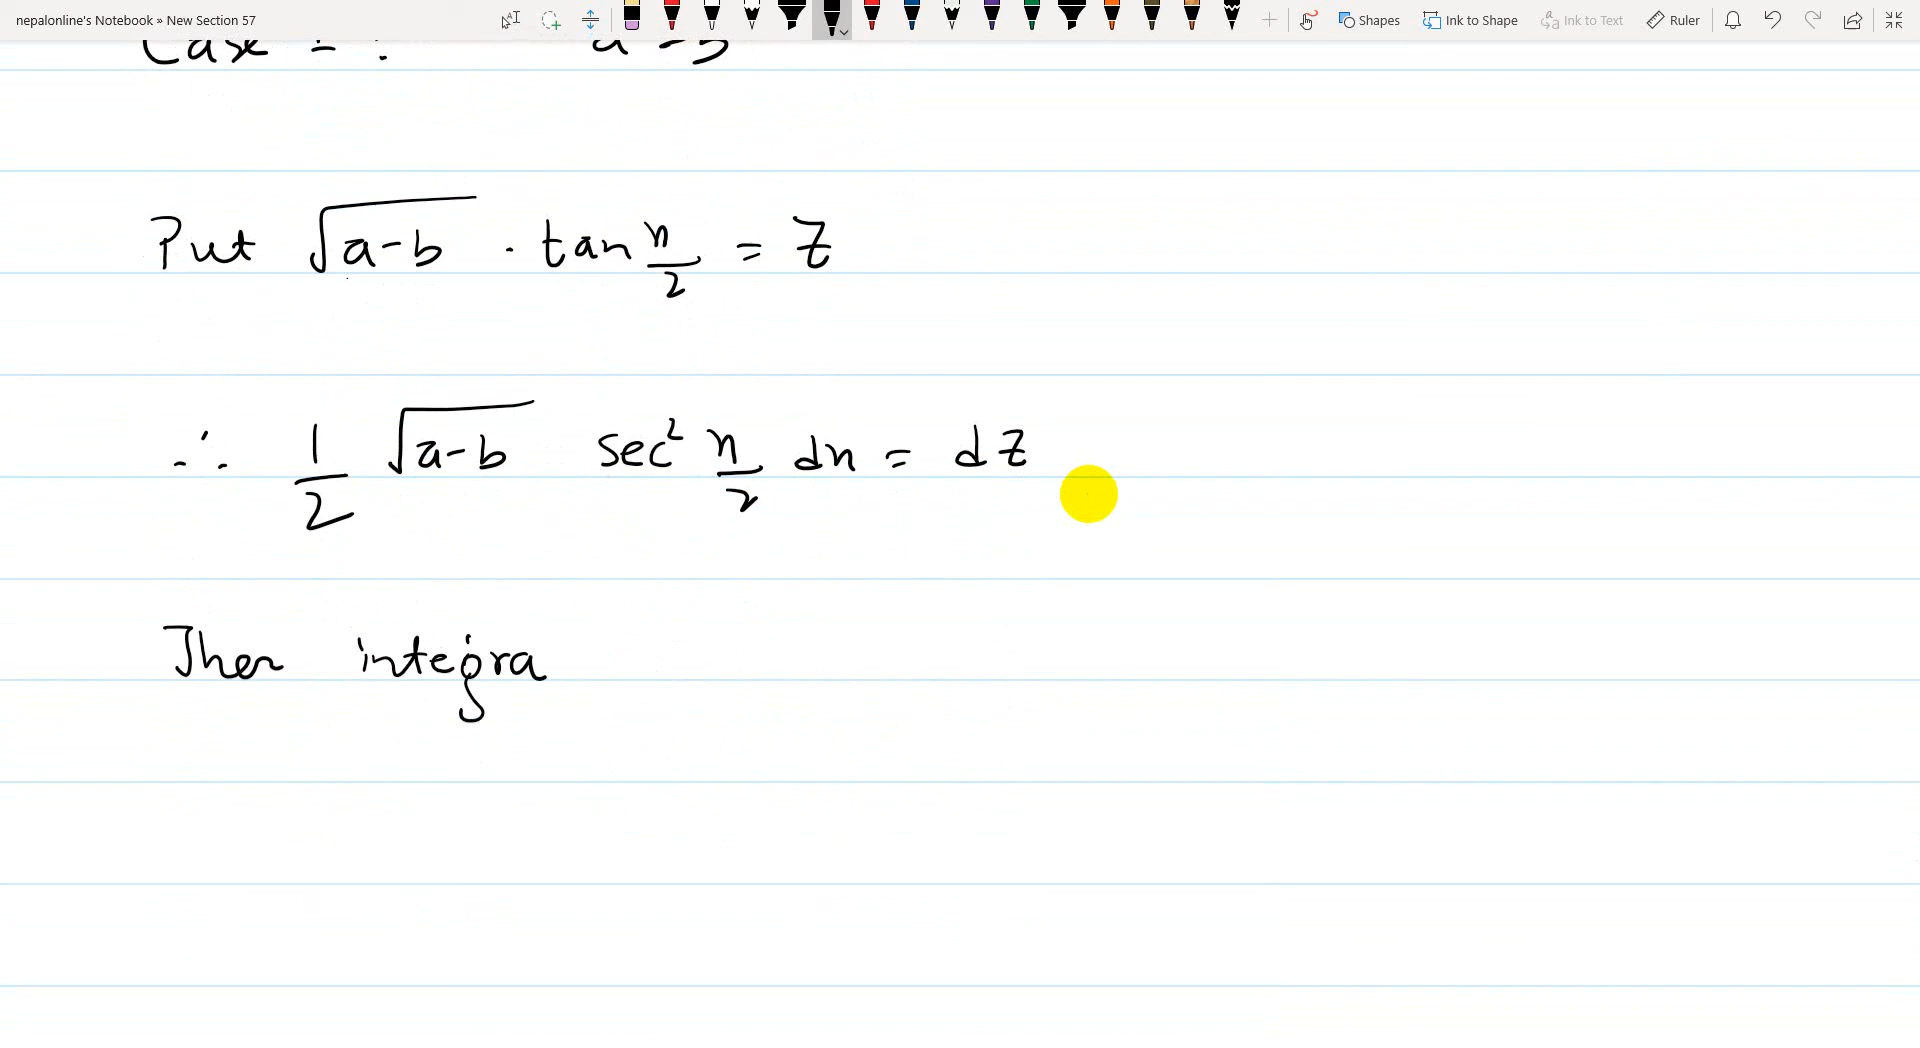 nepalonline's Notebook » New Section 57
Shapes Ink to Shape Ink to Text Ruler
Case - : a > b
Put √(a-b) · tan x/2 = Z
∴ 1/2 √(a-b) sec² x/2 dx = dz
Then integra